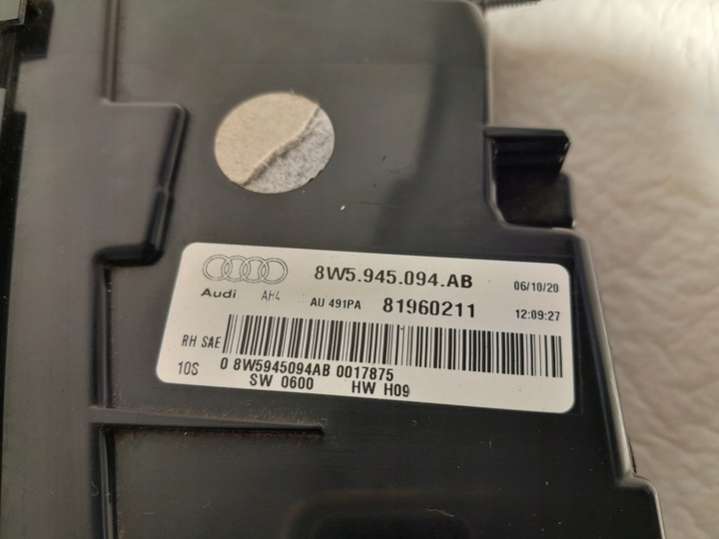 8W5.945.094.AB 06/10/20
Audi AH4 AU 491PA 81960211 12:09:27
RH SAE
10S 0 8W5945094AB 0017875
SW 0600 HW H09